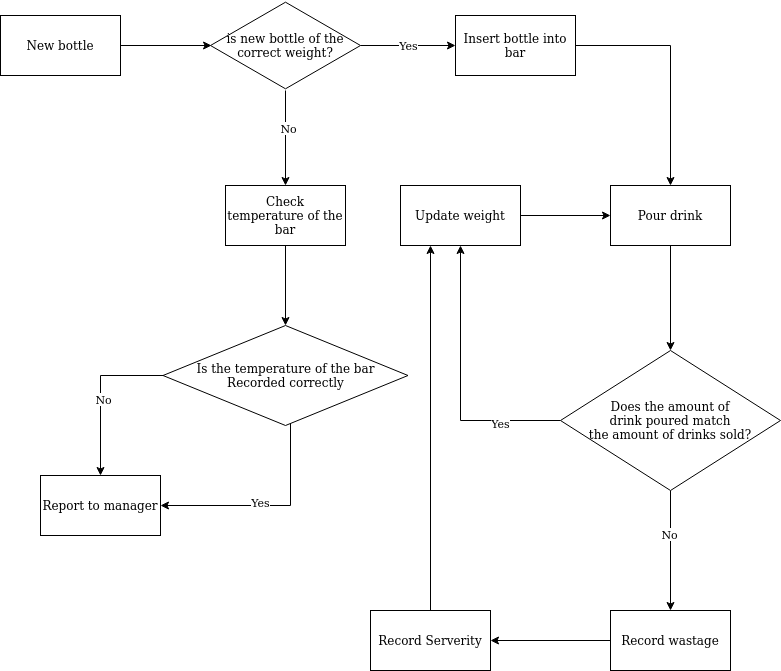 New bottle
is new bottle of the
correct weight?
Yes
Insert bottle into
bar
No
Check
temperature of the
bar
Update weight
Pour drink
Is the temperature of the bar
Recorded correctly
No
Does the amount of
drink poured match
the amount of drinks sold?
Yes
Report to manager
Yes
No
Record Serverity
Record wastage